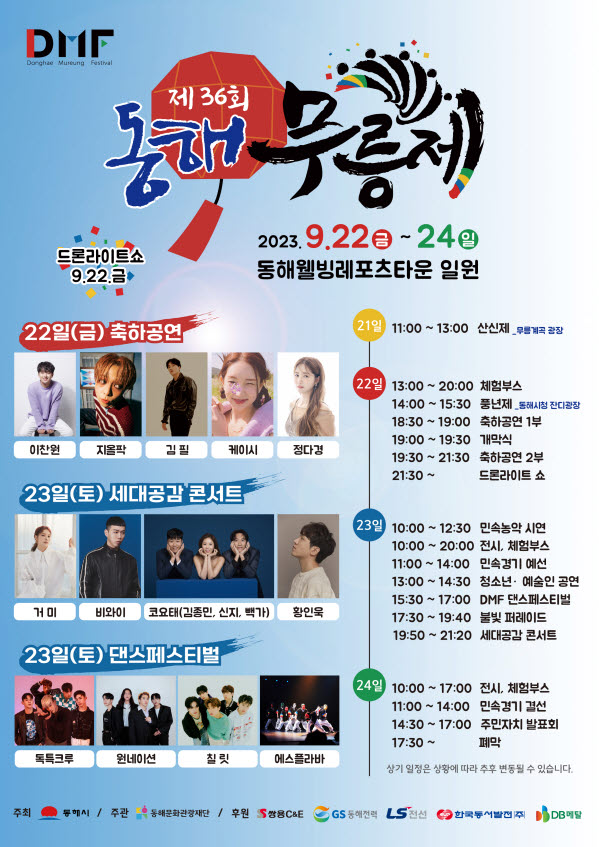 DMF
Donghae Mureung Festival
제36회
동해 무릉제
드론라이트쇼
9.22.금
2023. 9.22 금 ~ 24 일
동해웰빙레포츠타운 일원
22일(금) 축하공연
이찬원 지올팍 김 필 케이시 정다경
23일(토) 세대공감 콘서트
거 미 비와이 코요태(김종민, 신지, 빽가) 황인욱
23일(토) 댄스페스티벌
독특크루 원네이션 칠 릿 에스플라바
21일
11:00 ~ 13:00 산신제 _무릉계곡 광장
22일
13:00 ~ 20:00 체험부스
14:00 ~ 15:30 풍년제 _동해시청 잔디광장
18:30 ~ 19:00 축하공연 1부
19:00 ~ 19:30 개막식
19:30 ~ 21:30 축하공연 2부
21:30 ~ 드론라이트 쇼
23일
10:00 ~ 12:30 민속농악 시연
10:00 ~ 20:00 전시, 체험부스
11:00 ~ 14:00 민속경기 예선
13:00 ~ 14:30 청소년· 예술인 공연
15:30 ~ 17:00 DMF 댄스페스티벌
17:30 ~ 19:40 불빛 퍼레이드
19:50 ~ 21:20 세대공감 콘서트
24일
10:00 ~ 17:00 전시, 체험부스
11:00 ~ 14:00 민속경기 결선
14:30 ~ 17:00 주민자치 발표회
17:30 ~ 폐막
상기 일정은 상황에 따라 추후 변동될 수 있습니다.
주최 동해시 / 주관 동해문화관광재단 / 후원 쌍용C&E GS동해전력 LS전선 한국동서발전(주) DB메탈